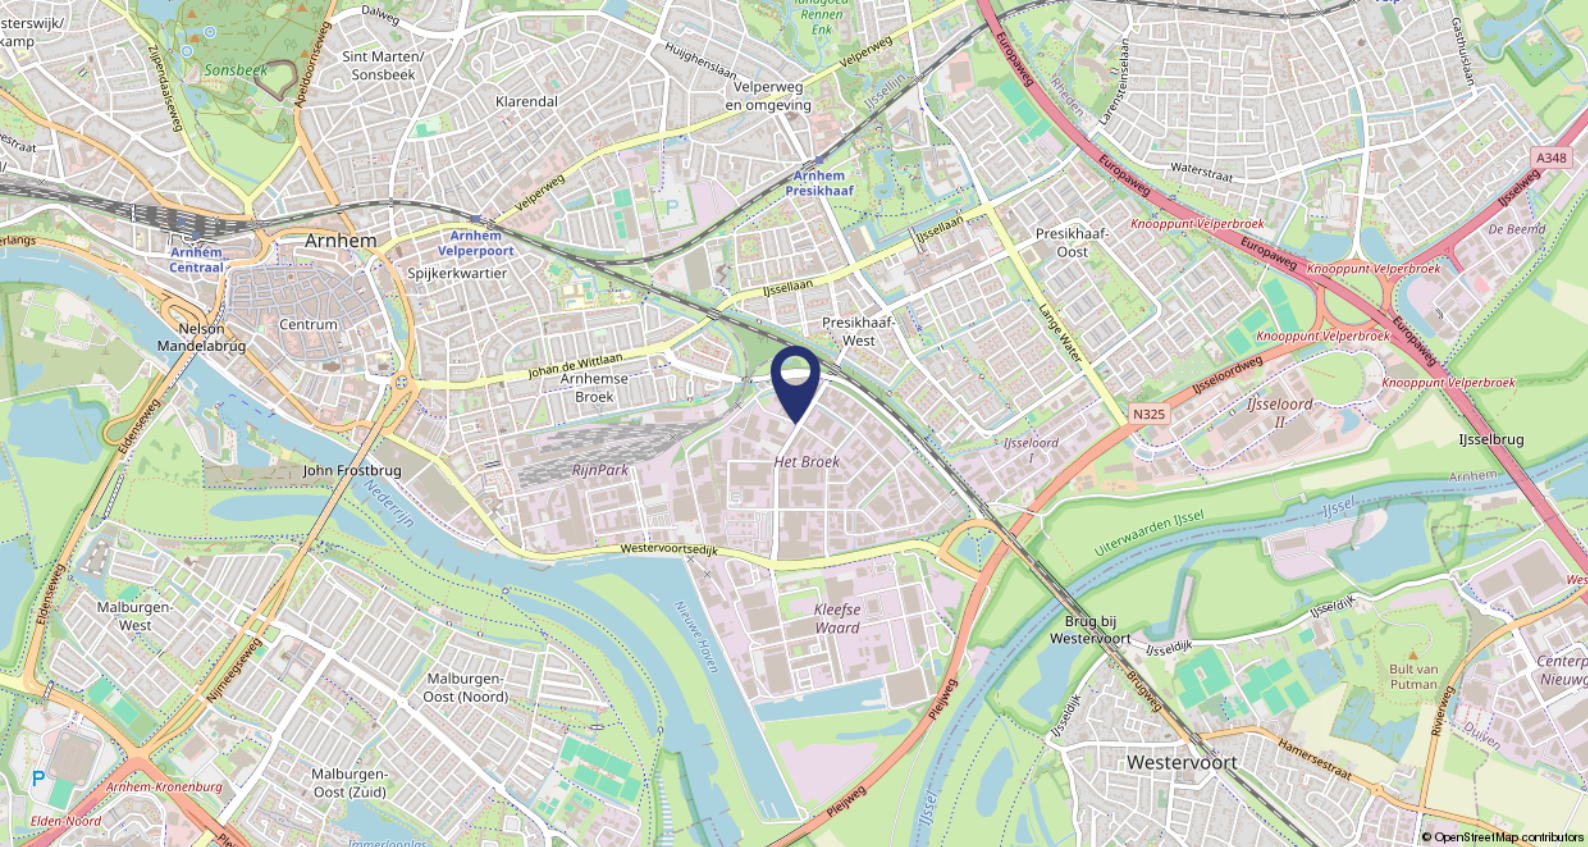 Dalweg
sterswijk/
kamp
Sint Marten/
Sonsbeek
Zijpendaalseweg
Sonsbeek
Apeldoornseweg
Huijghenslaan
Velperweg
landgoed
Rennen
Enk
Velperweg
en omgeving
Klarendal
IJssellijn
Europaweg
Rheden
Larensteinselaan
Gasthuislaan
Waterstraat
A348
Europaweg
IJsselweg
Arnhem
Presikhaaf
Velperweg
Knooppunt Velperbroek
De Beemd
Arnhem
Centraal
Arnhem
Arnhem
Velperpoort
Spijkerkwartier
IJssellaan
Presikhaaf-
Oost
Europaweg
Knooppunt Velperbroek
IJssellaan
Nelson
Mandelabrug
Centrum
Presikhaaf-
West
Lange Water
Knooppunt Velperbroek
Europaweg
Johan de Wittlaan
Arnhemse
Broek
IJsseloordweg
Knooppunt Velperbroek
N325
IJsseloord
II
IJsselbrug
Eldenseweg
IJsseloord
I
John Frostbrug
RijnPark
Het Broek
Arnhem
Nederrijn
IJssel
Uiterwaarden IJssel
Westervoortsedijk
Eldenseweg
Malburgen-
West
Nieuwe Haven
Kleefse
Waard
Brug bij
Westervoort
IJsseldijk
IJsseldijk
Nijmeegseweg
Malburgen-
Oost (Noord)
Pleijweg
Brugweg
IJsseldijk
Bult van
Putman
Rivierweg
Duiven
Westervoort
Hamersestraat
P
P
Malburgen-
Oost (Zuid)
Arnhem-Kronenburg
Elden-Noord
Pleijweg
IJssel
© OpenStreetMap contributors